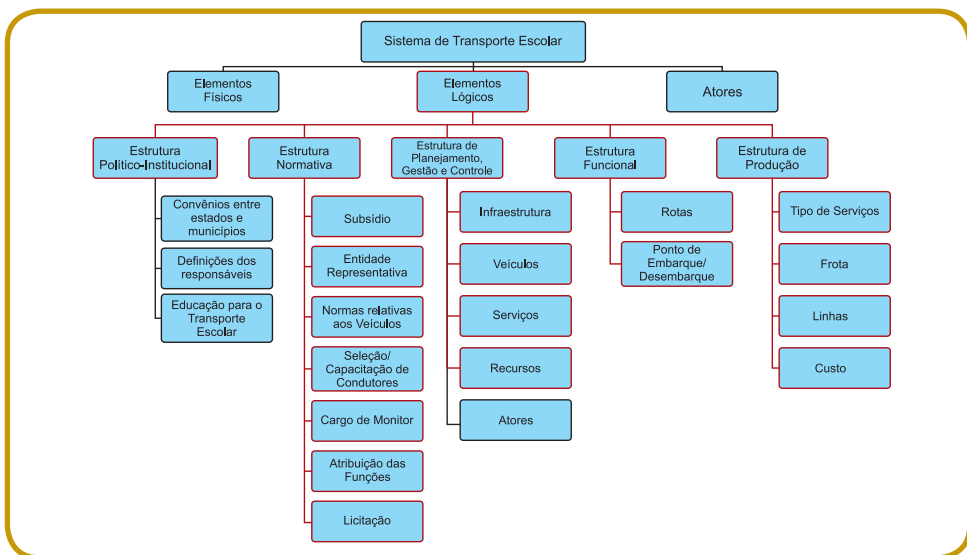 Sistema de Transporte Escolar
Elementos
Físicos
Elementos
Lógicos
Atores
Estrutura
Político-Institucional
Estrutura
Normativa
Estrutura de
Planejamento,
Gestão e Controle
Estrutura
Funcional
Estrutura de
Produção
Convênios entre
estados e
municípios
Definições dos
responsáveis
Educação para o
Transporte
Escolar
Subsídio
Entidade
Representativa
Normas relativas
aos Veículos
Seleção/
Capacitação de
Condutores
Cargo de Monitor
Atribuição das
Funções
Licitação
Infraestrutura
Veículos
Serviços
Recursos
Atores
Rotas
Ponto de
Embarque/
Desembarque
Tipo de Serviços
Frota
Linhas
Custo